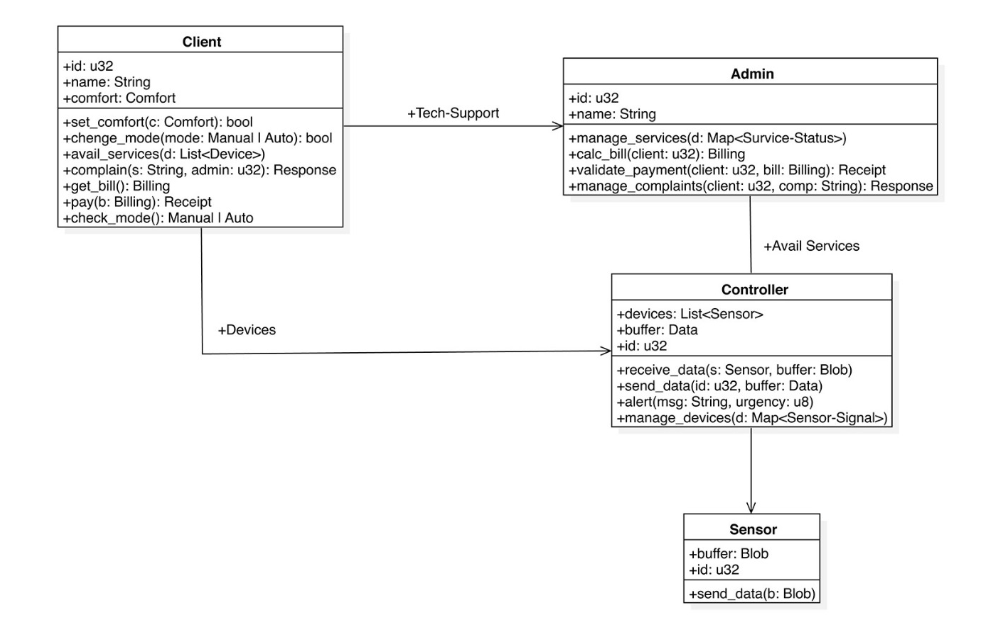 Client
+id: u32
+name: String
+comfort: Comfort
+set_comfort(c: Comfort): bool
+chenge_mode(mode: Manual | Auto): bool
+avail_services(d: List<Device>)
+complain(s: String, admin: u32): Response
+get_bill(): Billing
+pay(b: Billing): Receipt
+check_mode(): Manual | Auto
+Tech-Support
Admin
+id: u32
+name: String
+manage_services(d: Map<Survice-Status>)
+calc_bill(client: u32): Billing
+validate_payment(client: u32, bill: Billing): Receipt
+manage_complaints(client: u32, comp: String): Response
+Avail Services
+Devices
Controller
+devices: List<Sensor>
+buffer: Data
+id: u32
+receive_data(s: Sensor, buffer: Blob)
+send_data(id: u32, buffer: Data)
+alert(msg: String, urgency: u8)
+manage_devices(d: Map<Sensor-Signal>)
Sensor
+buffer: Blob
+id: u32
+send_data(b: Blob)